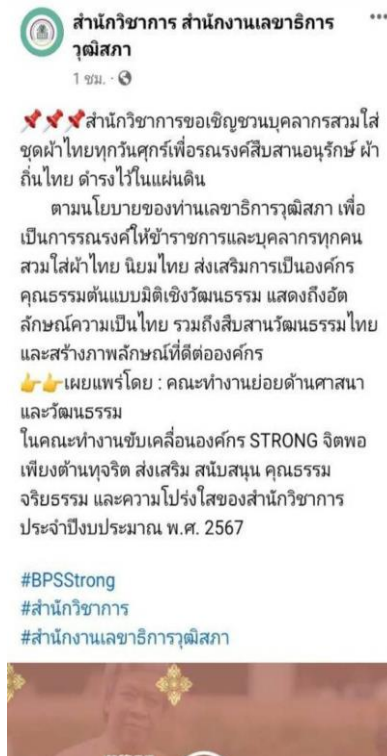 สำนักวิชาการ สำนักงานเลขาธิการ
วุฒิสภา
1 ชม.
📌📌📌สำนักวิชาการขอเชิญชวนบุคลากรสวมใส่
ชุดผ้าไทยทุกวันศุกร์เพื่อรณรงค์สืบสานอนุรักษ์ ผ้า
ถิ่นไทย ดำรงไว้ในแผ่นดิน
ตามนโยบายของท่านเลขาธิการวุฒิสภา เพื่อ
เป็นการรณรงค์ให้ข้าราชการและบุคลากรทุกคน
สวมใส่ผ้าไทย นิยมไทย ส่งเสริมการเป็นองค์กร
คุณธรรมต้นแบบมิติเชิงวัฒนธรรม แสดงถึงอัต
ลักษณ์ความเป็นไทย รวมถึงสืบสานวัฒนธรรมไทย
และสร้างภาพลักษณ์ที่ดีต่อองค์กร
👉👉เผยแพร่โดย : คณะทำงานย่อยด้านศาสนา
และวัฒนธรรม
ในคณะทำงานขับเคลื่อนองค์กร STRONG จิตพอ
เพียงต้านทุจริต ส่งเสริม สนับสนุน คุณธรรม
จริยธรรม และความโปร่งใสของสำนักวิชาการ
ประจำปีงบประมาณ พ.ศ. 2567
#BPSStrong
#สำนักวิชาการ
#สำนักงานเลขาธิการวุฒิสภา